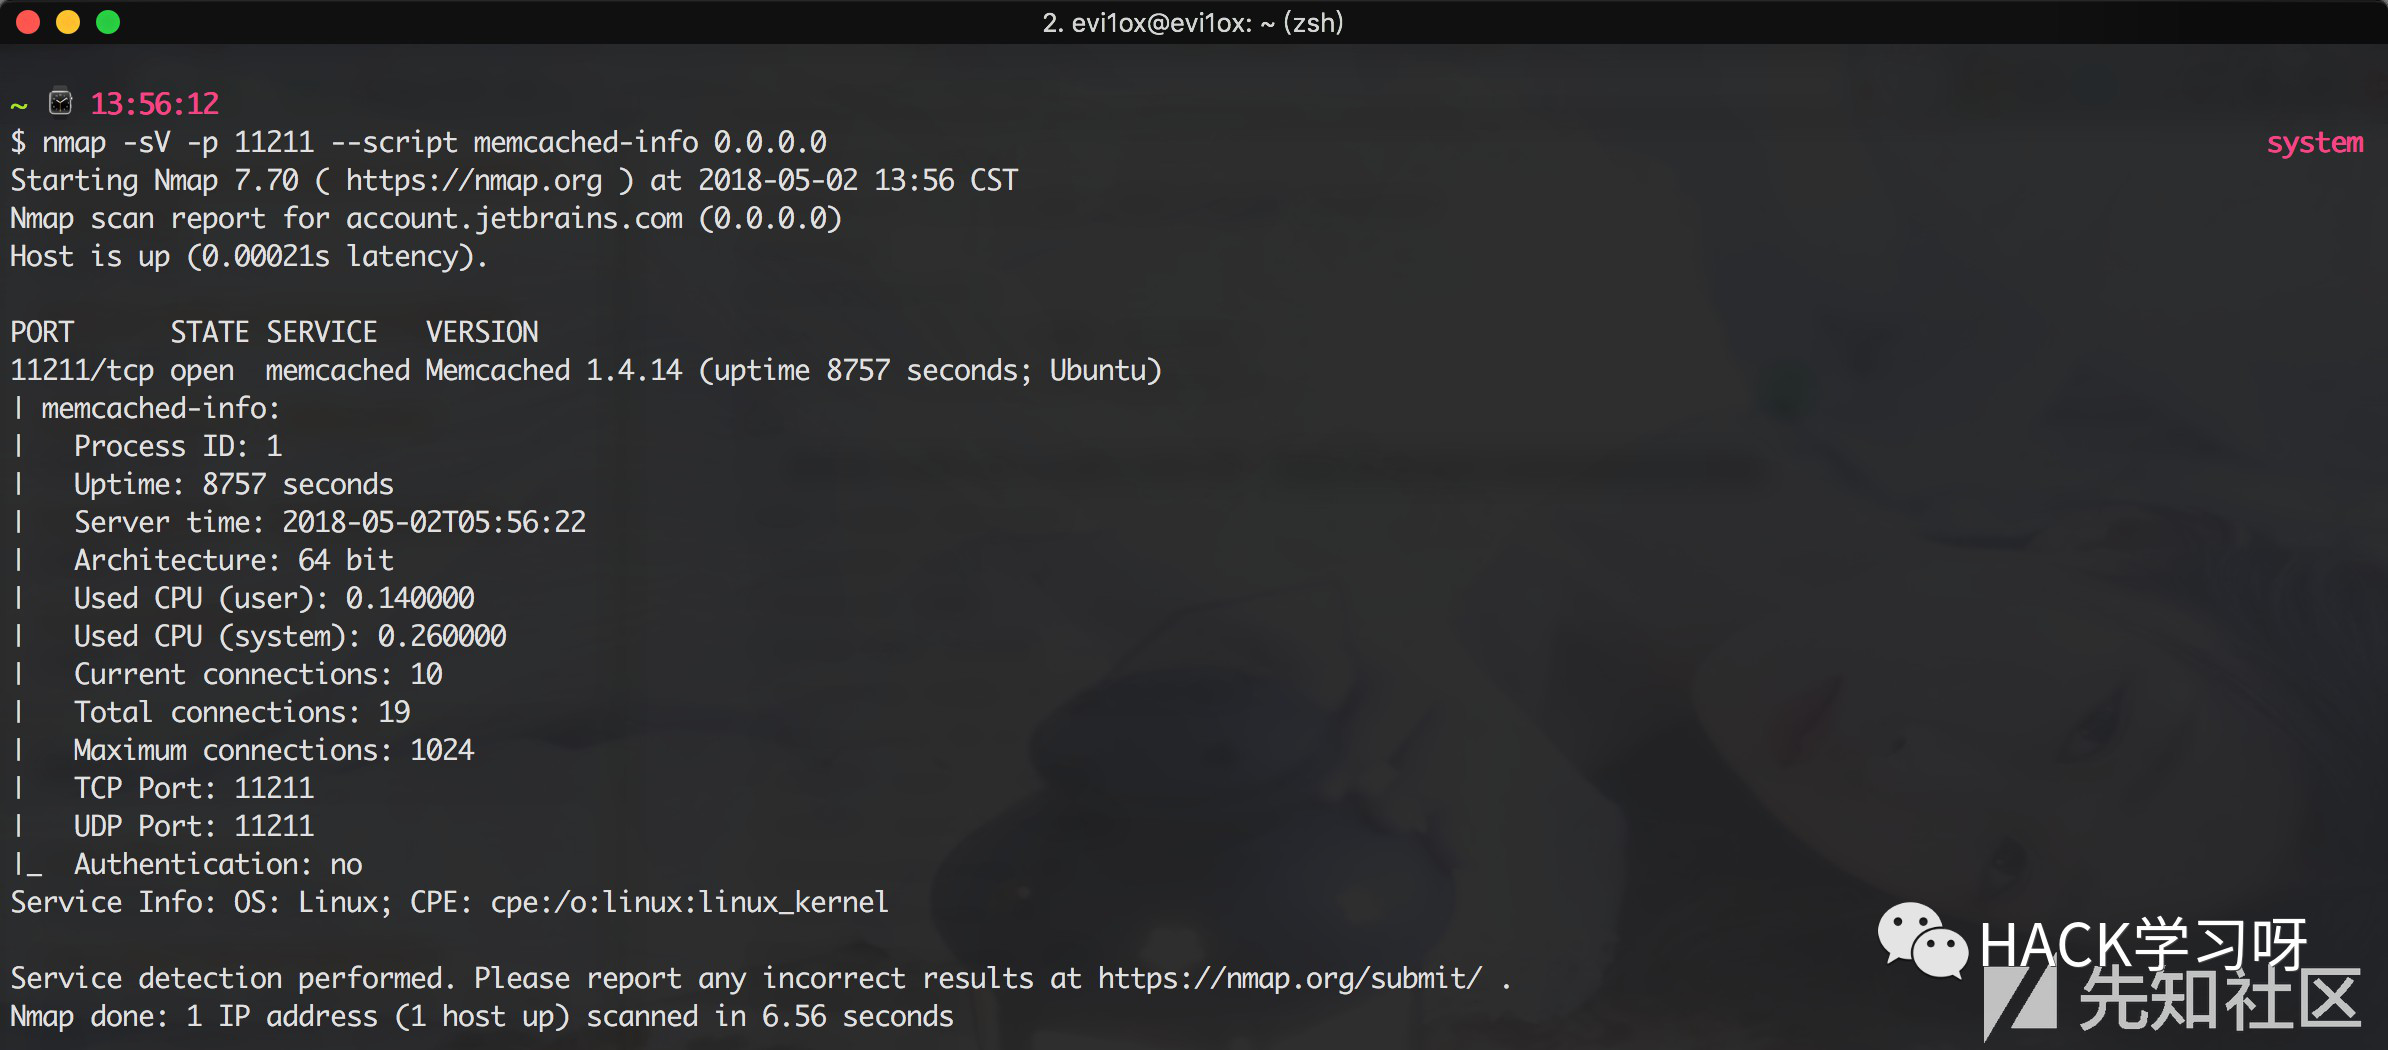 2. evi1ox@evi1ox: ~ (zsh)
~ 13:56:12
$ nmap -sV -p 11211 --script memcached-info 0.0.0.0 system
Starting Nmap 7.70 ( https://nmap.org ) at 2018-05-02 13:56 CST
Nmap scan report for account.jetbrains.com (0.0.0.0)
Host is up (0.00021s latency).
PORT      STATE SERVICE   VERSION
11211/tcp open  memcached Memcached 1.4.14 (uptime 8757 seconds; Ubuntu)
| memcached-info:
|   Process ID: 1
|   Uptime: 8757 seconds
|   Server time: 2018-05-02T05:56:22
|   Architecture: 64 bit
|   Used CPU (user): 0.140000
|   Used CPU (system): 0.260000
|   Current connections: 10
|   Total connections: 19
|   Maximum connections: 1024
|   TCP Port: 11211
|   UDP Port: 11211
|_  Authentication: no
Service Info: OS: Linux; CPE: cpe:/o:linux:linux_kernel
Service detection performed. Please report any incorrect results at https://nmap.org/submit/ .
Nmap done: 1 IP address (1 host up) scanned in 6.56 seconds
HACK学习呀
先知社区